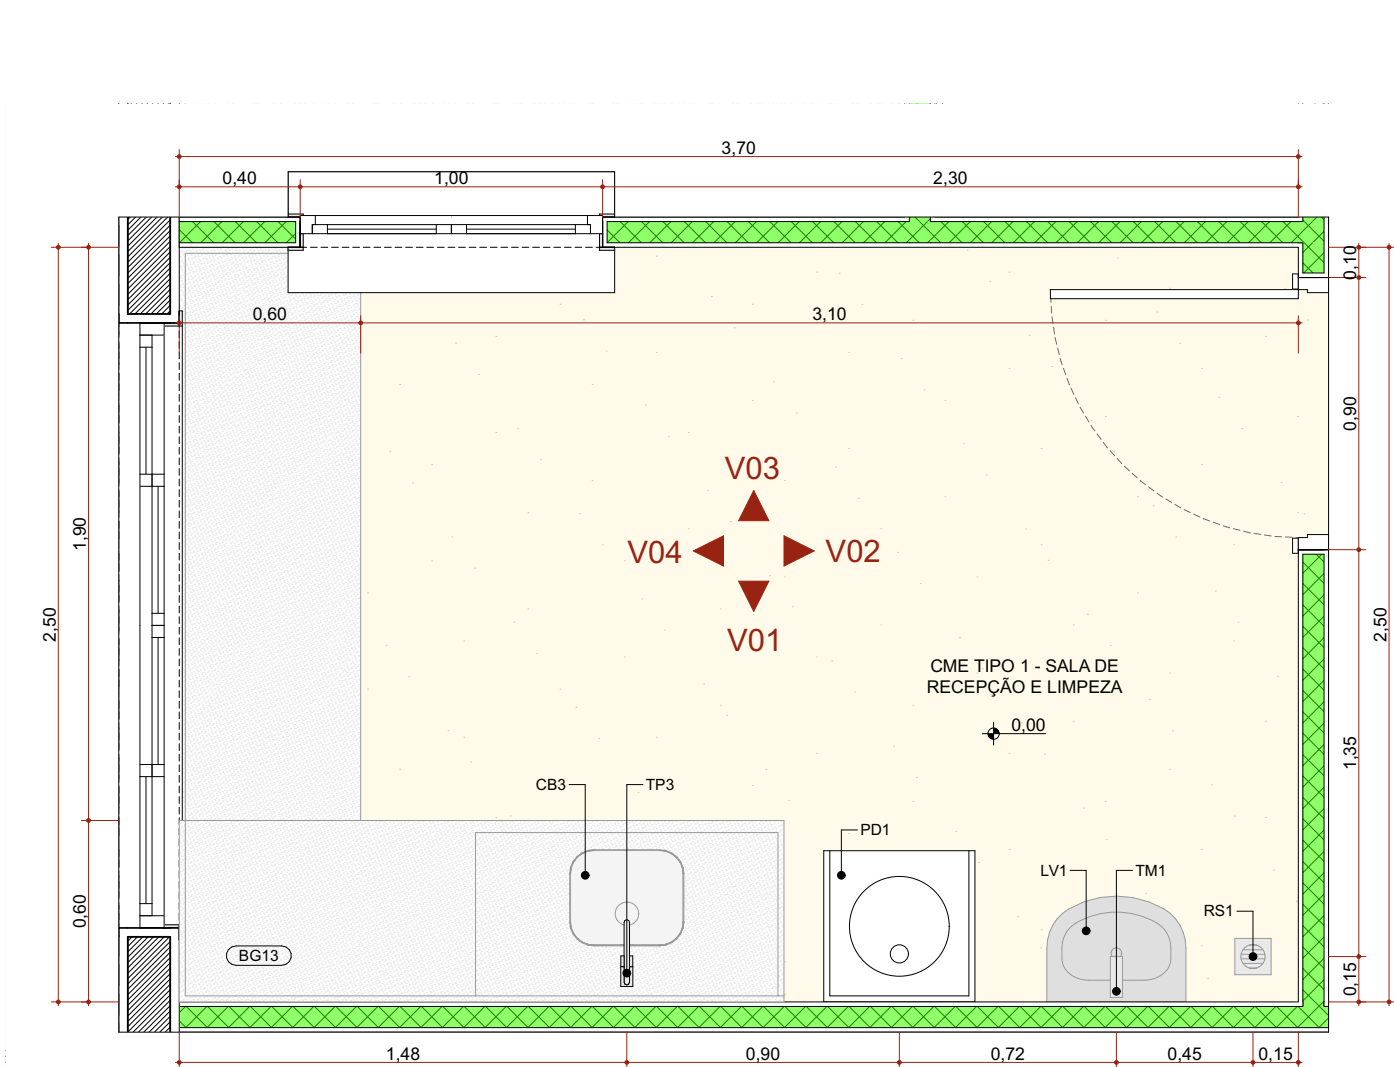 3,70
0,40
1,00
2,30
0,10
0,60
3,10
0,90
V03
1,90
V04
V02
2,50
2,50
V01
CME TIPO 1 - SALA DE
RECEPÇÃO E LIMPEZA
0,00
1,35
CB3
TP3
PD1
LV1
TM1
0,60
RS1
BG13
0,15
1,48
0,90
0,72
0,45
0,15